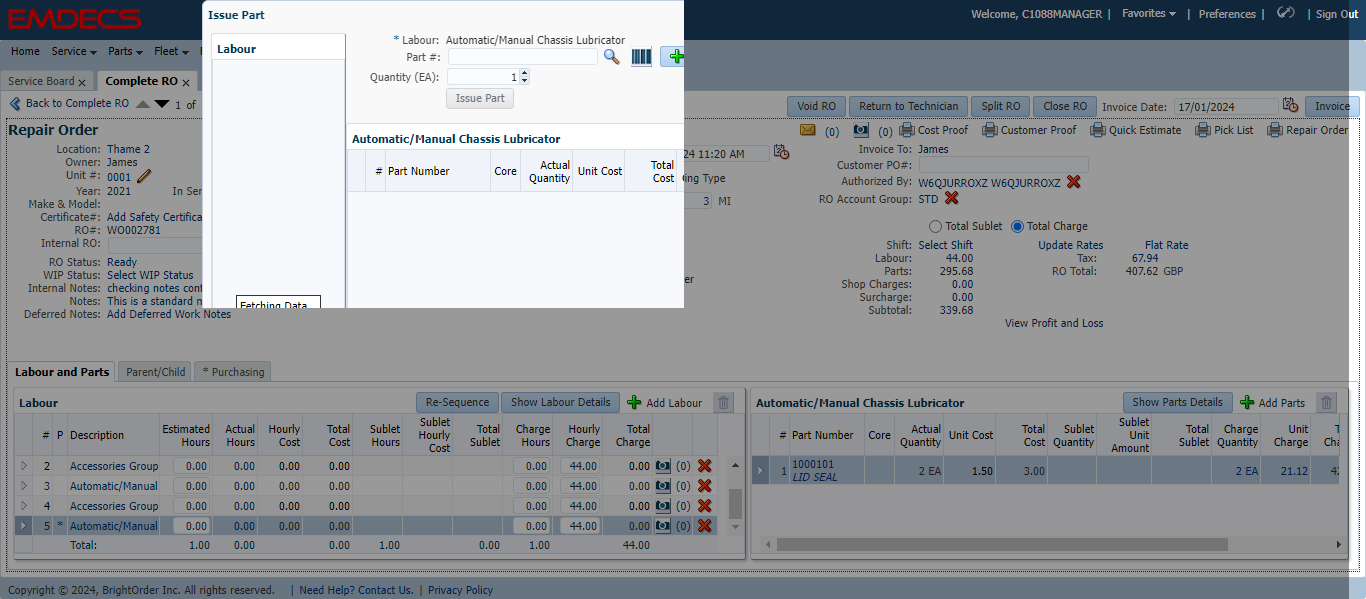 EMDECS
Welcome, C1088MANAGER | Favorites | Preferences | | Sign Out
Home Service Parts Fleet
Service Board x Complete RO x
Back to Complete RO 1 of
Void RO Return to Technician Split RO Close RO Invoice Date: 17/01/2024 Invoice
(0) (0) Cost Proof Customer Proof Quick Estimate Pick List Repair Order
Issue Part
Labour
* Labour: Automatic/Manual Chassis Lubricator
Part #:
Quantity (EA): 1
Issue Part
Automatic/Manual Chassis Lubricator
# Part Number Core Actual Quantity Unit Cost Total Cost
Fetching Data
Repair Order
Location: Thame 2
Owner: James
Unit #: 0001
Year: 2021 In Ser
Make & Model:
Certificate#: Add Safety Certifica
RO#: WO002781
Internal RO:
RO Status: Ready
WIP Status: Select WIP Status
Internal Notes: checking notes cont
Notes: This is a standard n
Deferred Notes: Add Deferred Work Notes
24 11:20 AM
ing Type
3 MI
er
Invoice To: James
Customer PO#:
Authorized By: W6QJURROXZ W6QJURROXZ
RO Account Group: STD
Total Sublet Total Charge
Shift: Select Shift Update Rates Flat Rate
Labour: 44.00 Tax: 67.94
Parts: 295.68 RO Total: 407.62 GBP
Shop Charges: 0.00
Surcharge: 0.00
Subtotal: 339.68
View Profit and Loss
Labour and Parts Parent/Child * Purchasing
Labour Re-Sequence Show Labour Details Add Labour
# P Description Estimated Hours Actual Hours Hourly Cost Total Cost Sublet Hours Sublet Hourly Cost Total Sublet Charge Hours Hourly Charge Total Charge
2 Accessories Group 0.00 0.00 0.00 0.00 0.00 44.00 0.00 (0)
3 Automatic/Manual 0.00 0.00 0.00 0.00 0.00 44.00 0.00 (0)
4 Accessories Group 0.00 0.00 0.00 0.00 0.00 44.00 0.00 (0)
5 * Automatic/Manual 0.00 0.00 0.00 0.00 0.00 44.00 0.00 (0)
Total: 1.00 0.00 0.00 1.00 0.00 1.00 44.00
Automatic/Manual Chassis Lubricator Show Parts Details Add Parts
# Part Number Core Actual Quantity Unit Cost Total Cost Sublet Quantity Sublet Unit Amount Total Sublet Charge Quantity Unit Charge T Cha
1 1000101 2 EA 1.50 3.00 2 EA 21.12 42
LID SEAL
Copyright © 2024, BrightOrder Inc. All rights reserved. | Need Help? Contact Us. | Privacy Policy